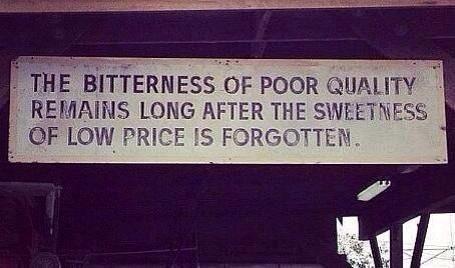 THE BITTERNESS OF POOR QUALITY
REMAINS LONG AFTER THE SWEETNESS
OF LOW PRICE IS FORGOTTEN.